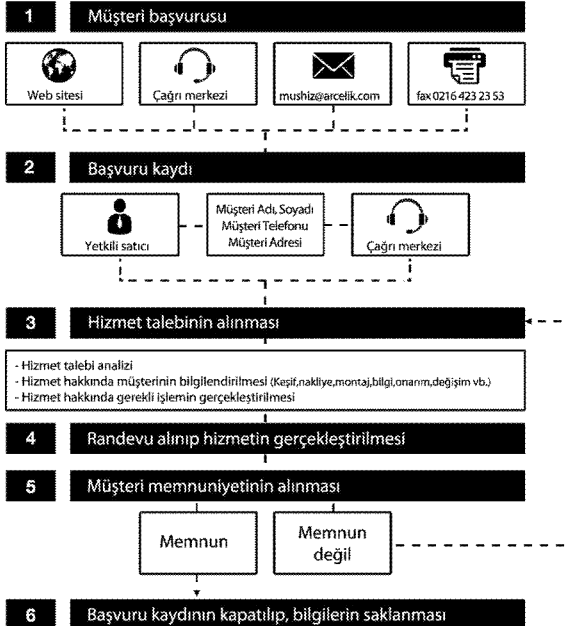 1 Müşteri başvurusu
Web sitesi
Çağrı merkezi
mushiz@arcelik.com
fax 0216 423 23 53
2 Başvuru kaydı
Yetkili satıcı
Müşteri Adı, Soyadı
Müşteri Telefonu
Müşteri Adresi
Çağrı merkezi
3 Hizmet talebinin alınması
- Hizmet talebi analizi
- Hizmet hakkında müşterinin bilgilendirilmesi (Keşif,nakliye,montaj,bilgi,onarım,değişim vb.)
- Hizmet hakkında gerekli işlemin gerçekleştirilmesi
4 Randevu alınıp hizmetin gerçekleştirilmesi
5 Müşteri memnuniyetinin alınması
Memnun
Memnun
değil
6 Başvuru kaydının kapatılıp, bilgilerin saklanması